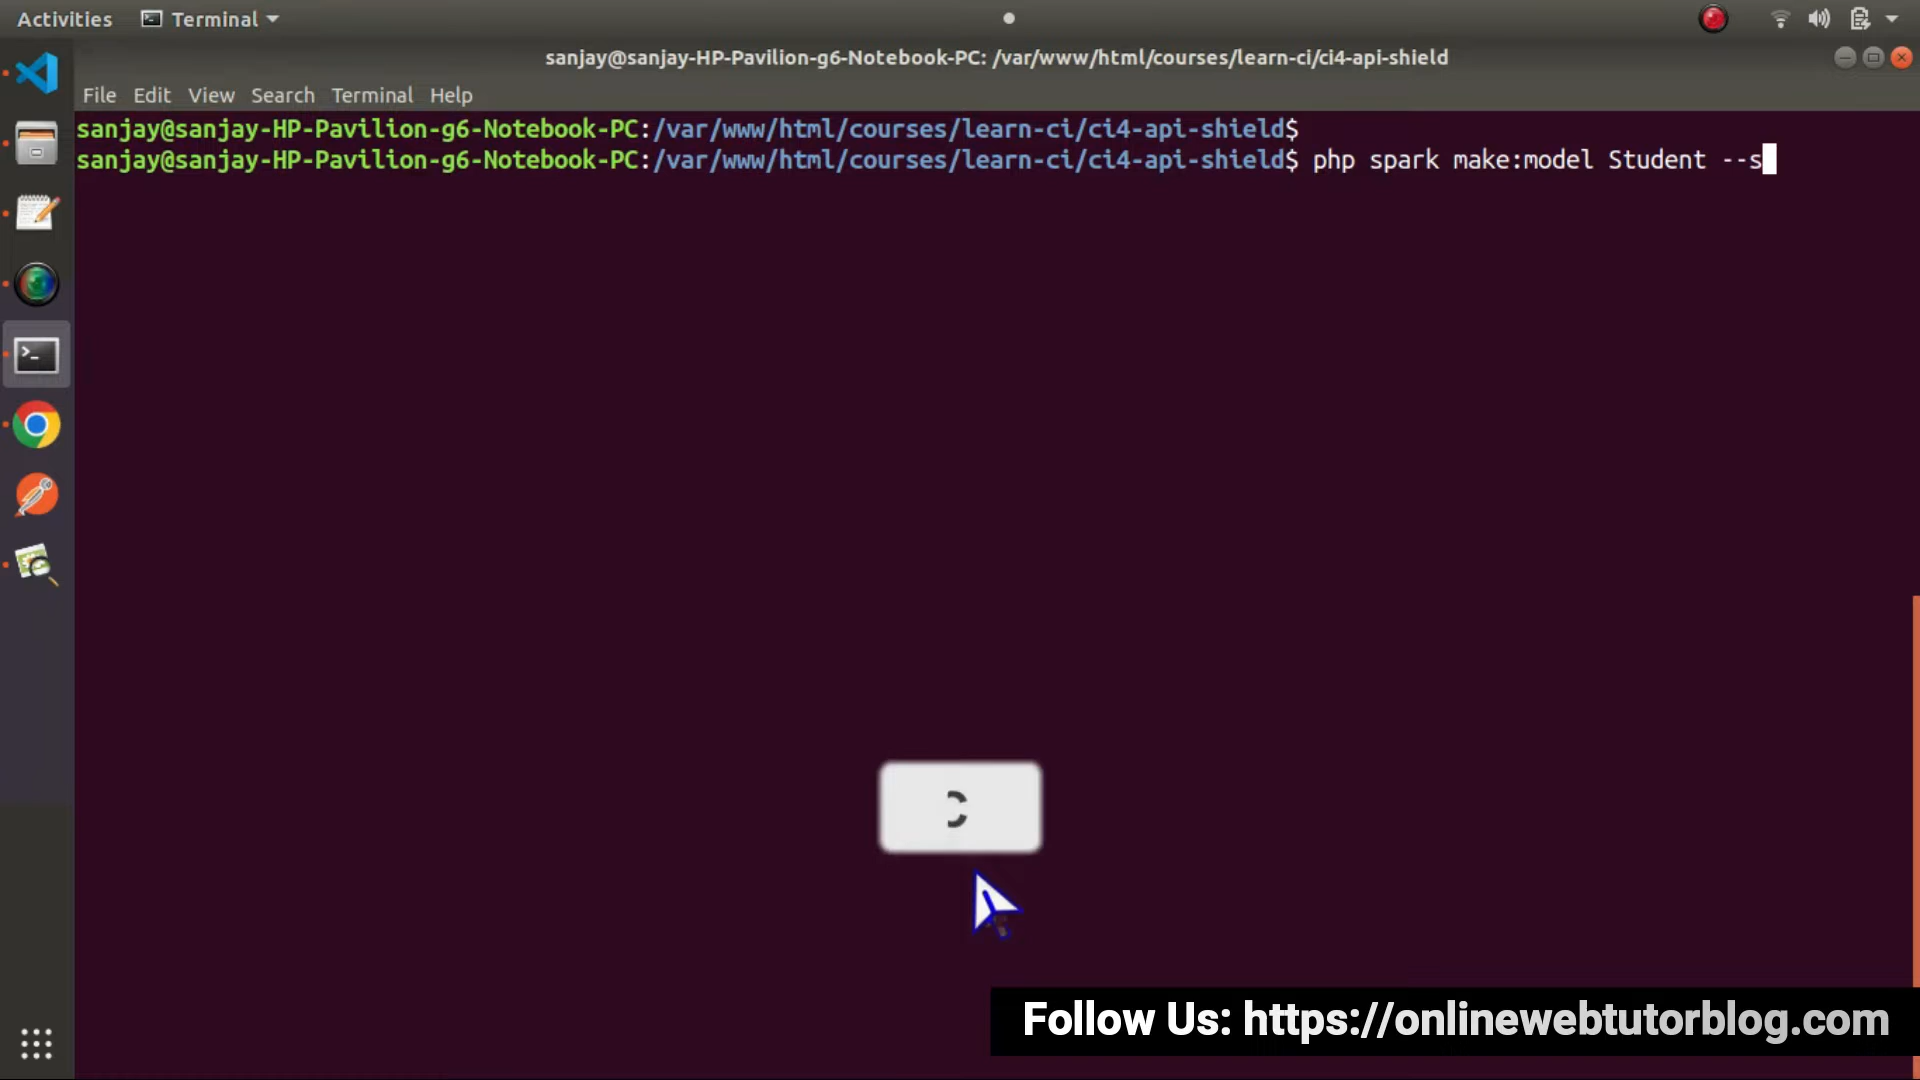 Activities Terminal
sanjay@sanjay-HP-Pavilion-g6-Notebook-PC: /var/www/html/courses/learn-ci/ci4-api-shield
File Edit View Search Terminal Help
sanjay@sanjay-HP-Pavilion-g6-Notebook-PC:/var/www/html/courses/learn-ci/ci4-api-shield$
sanjay@sanjay-HP-Pavilion-g6-Notebook-PC:/var/www/html/courses/learn-ci/ci4-api-shield$ php spark make:model Student --s
Follow Us: https://onlinewebtutorblog.com